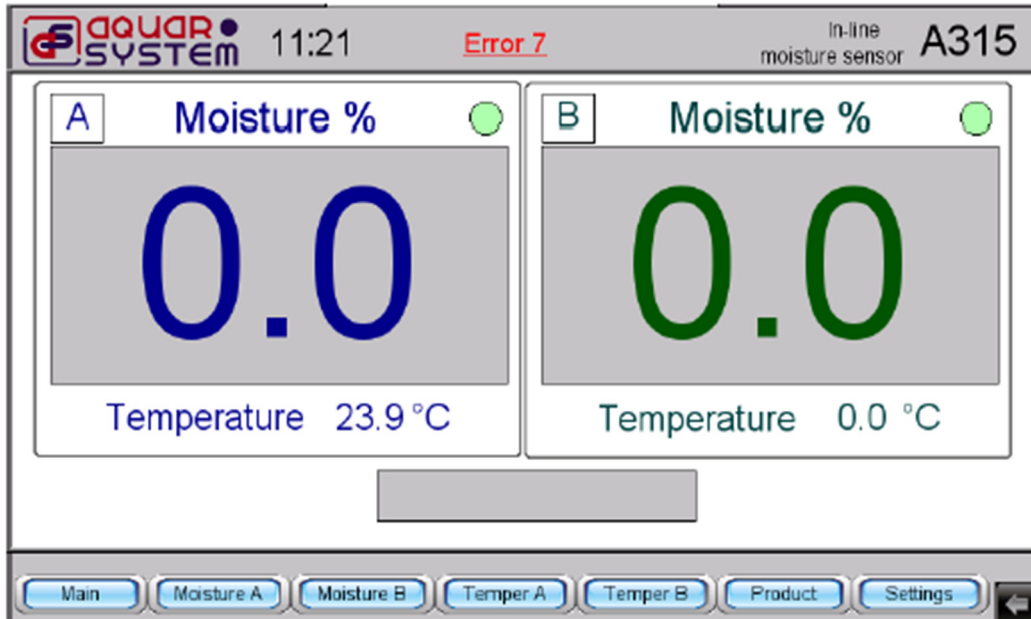 aquar system 11:21 Error 7 In-line moisture sensor A315
A Moisture %
0.0
Temperature 23.9 °C
B Moisture %
0.0
Temperature 0.0 °C
Main Moisture A Moisture B Temper A Temper B Product Settings